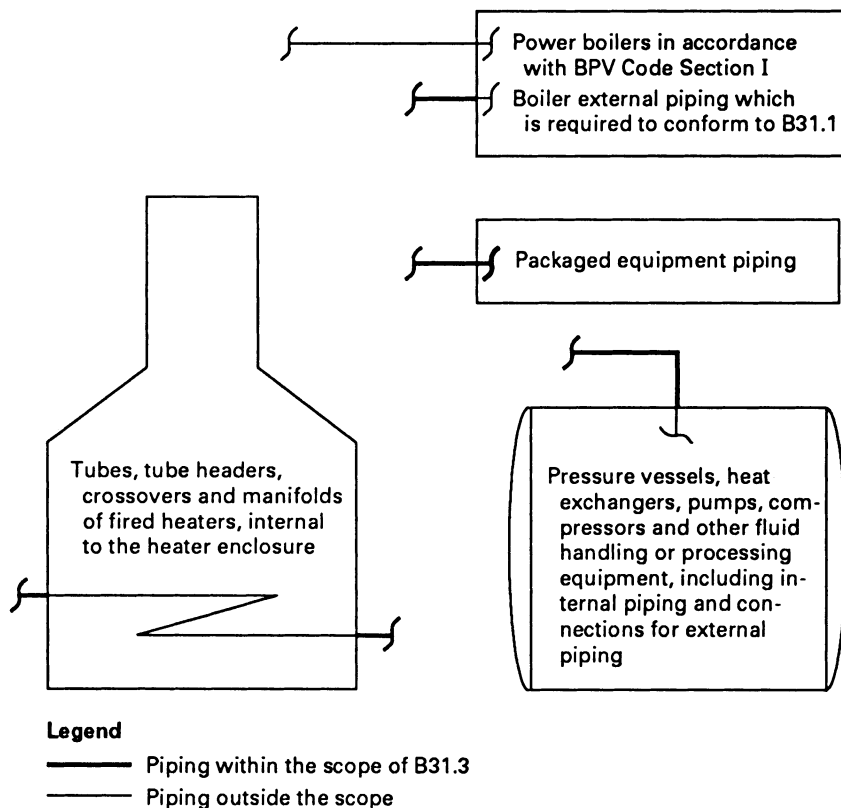 Power boilers in accordance
with BPV Code Section I
Boiler external piping which
is required to conform to B31.1
Packaged equipment piping
Tubes, tube headers,
crossovers and manifolds
of fired heaters, internal
to the heater enclosure
Pressure vessels, heat
exchangers, pumps, com-
pressors and other fluid
handling or processing
equipment, including in-
ternal piping and con-
nections for external
piping
Legend
Piping within the scope of B31.3
Piping outside the scope